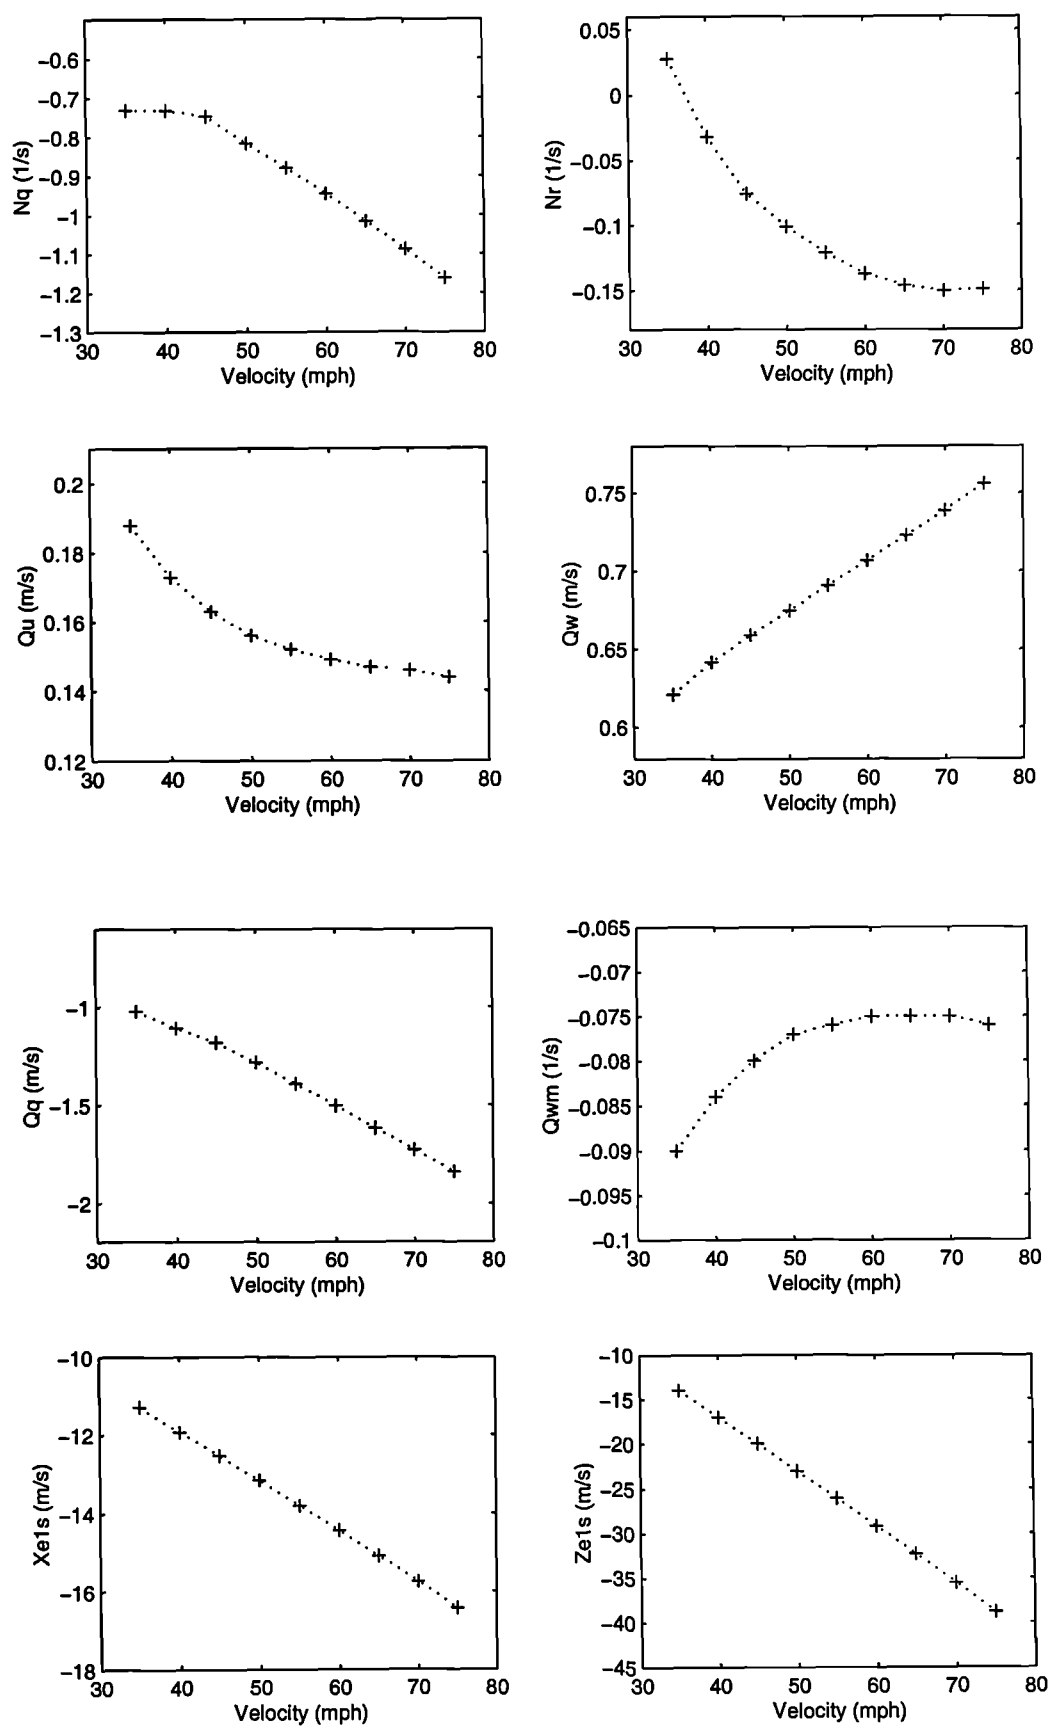 −0.6
−0.7
−0.8
−0.9
−1
−1.1
−1.2
−1.3
Nq (1/s)
30 40 50 60 70 80
Velocity (mph)
0.05
0
−0.05
−0.1
−0.15
Nr (1/s)
30 40 50 60 70 80
Velocity (mph)
0.2
0.18
0.16
0.14
0.12
Qu (m/s)
30 40 50 60 70 80
Velocity (mph)
0.75
0.7
0.65
0.6
Qw (m/s)
30 40 50 60 70 80
Velocity (mph)
−1
−1.5
−2
Qq (m/s)
30 40 50 60 70 80
Velocity (mph)
−0.065
−0.07
−0.075
−0.08
−0.085
−0.09
−0.095
−0.1
Qwm (1/s)
30 40 50 60 70 80
Velocity (mph)
−10
−12
−14
−16
−18
Xe1s (m/s)
30 40 50 60 70 80
Velocity (mph)
−10
−15
−20
−25
−30
−35
−40
−45
Ze1s (m/s)
30 40 50 60 70 80
Velocity (mph)